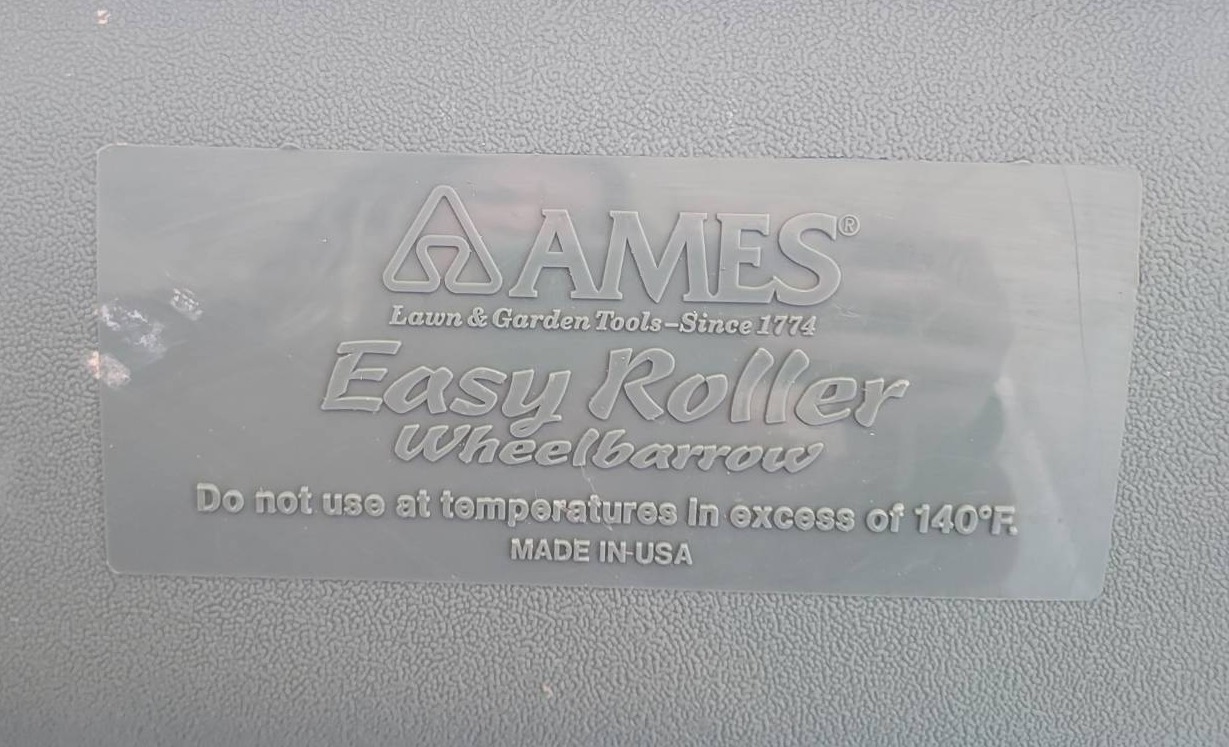 AMES®
Lawn & Garden Tools–Since 1774
Easy Roller
Wheelbarrow
Do not use at temperatures in excess of 140°F.
MADE IN USA